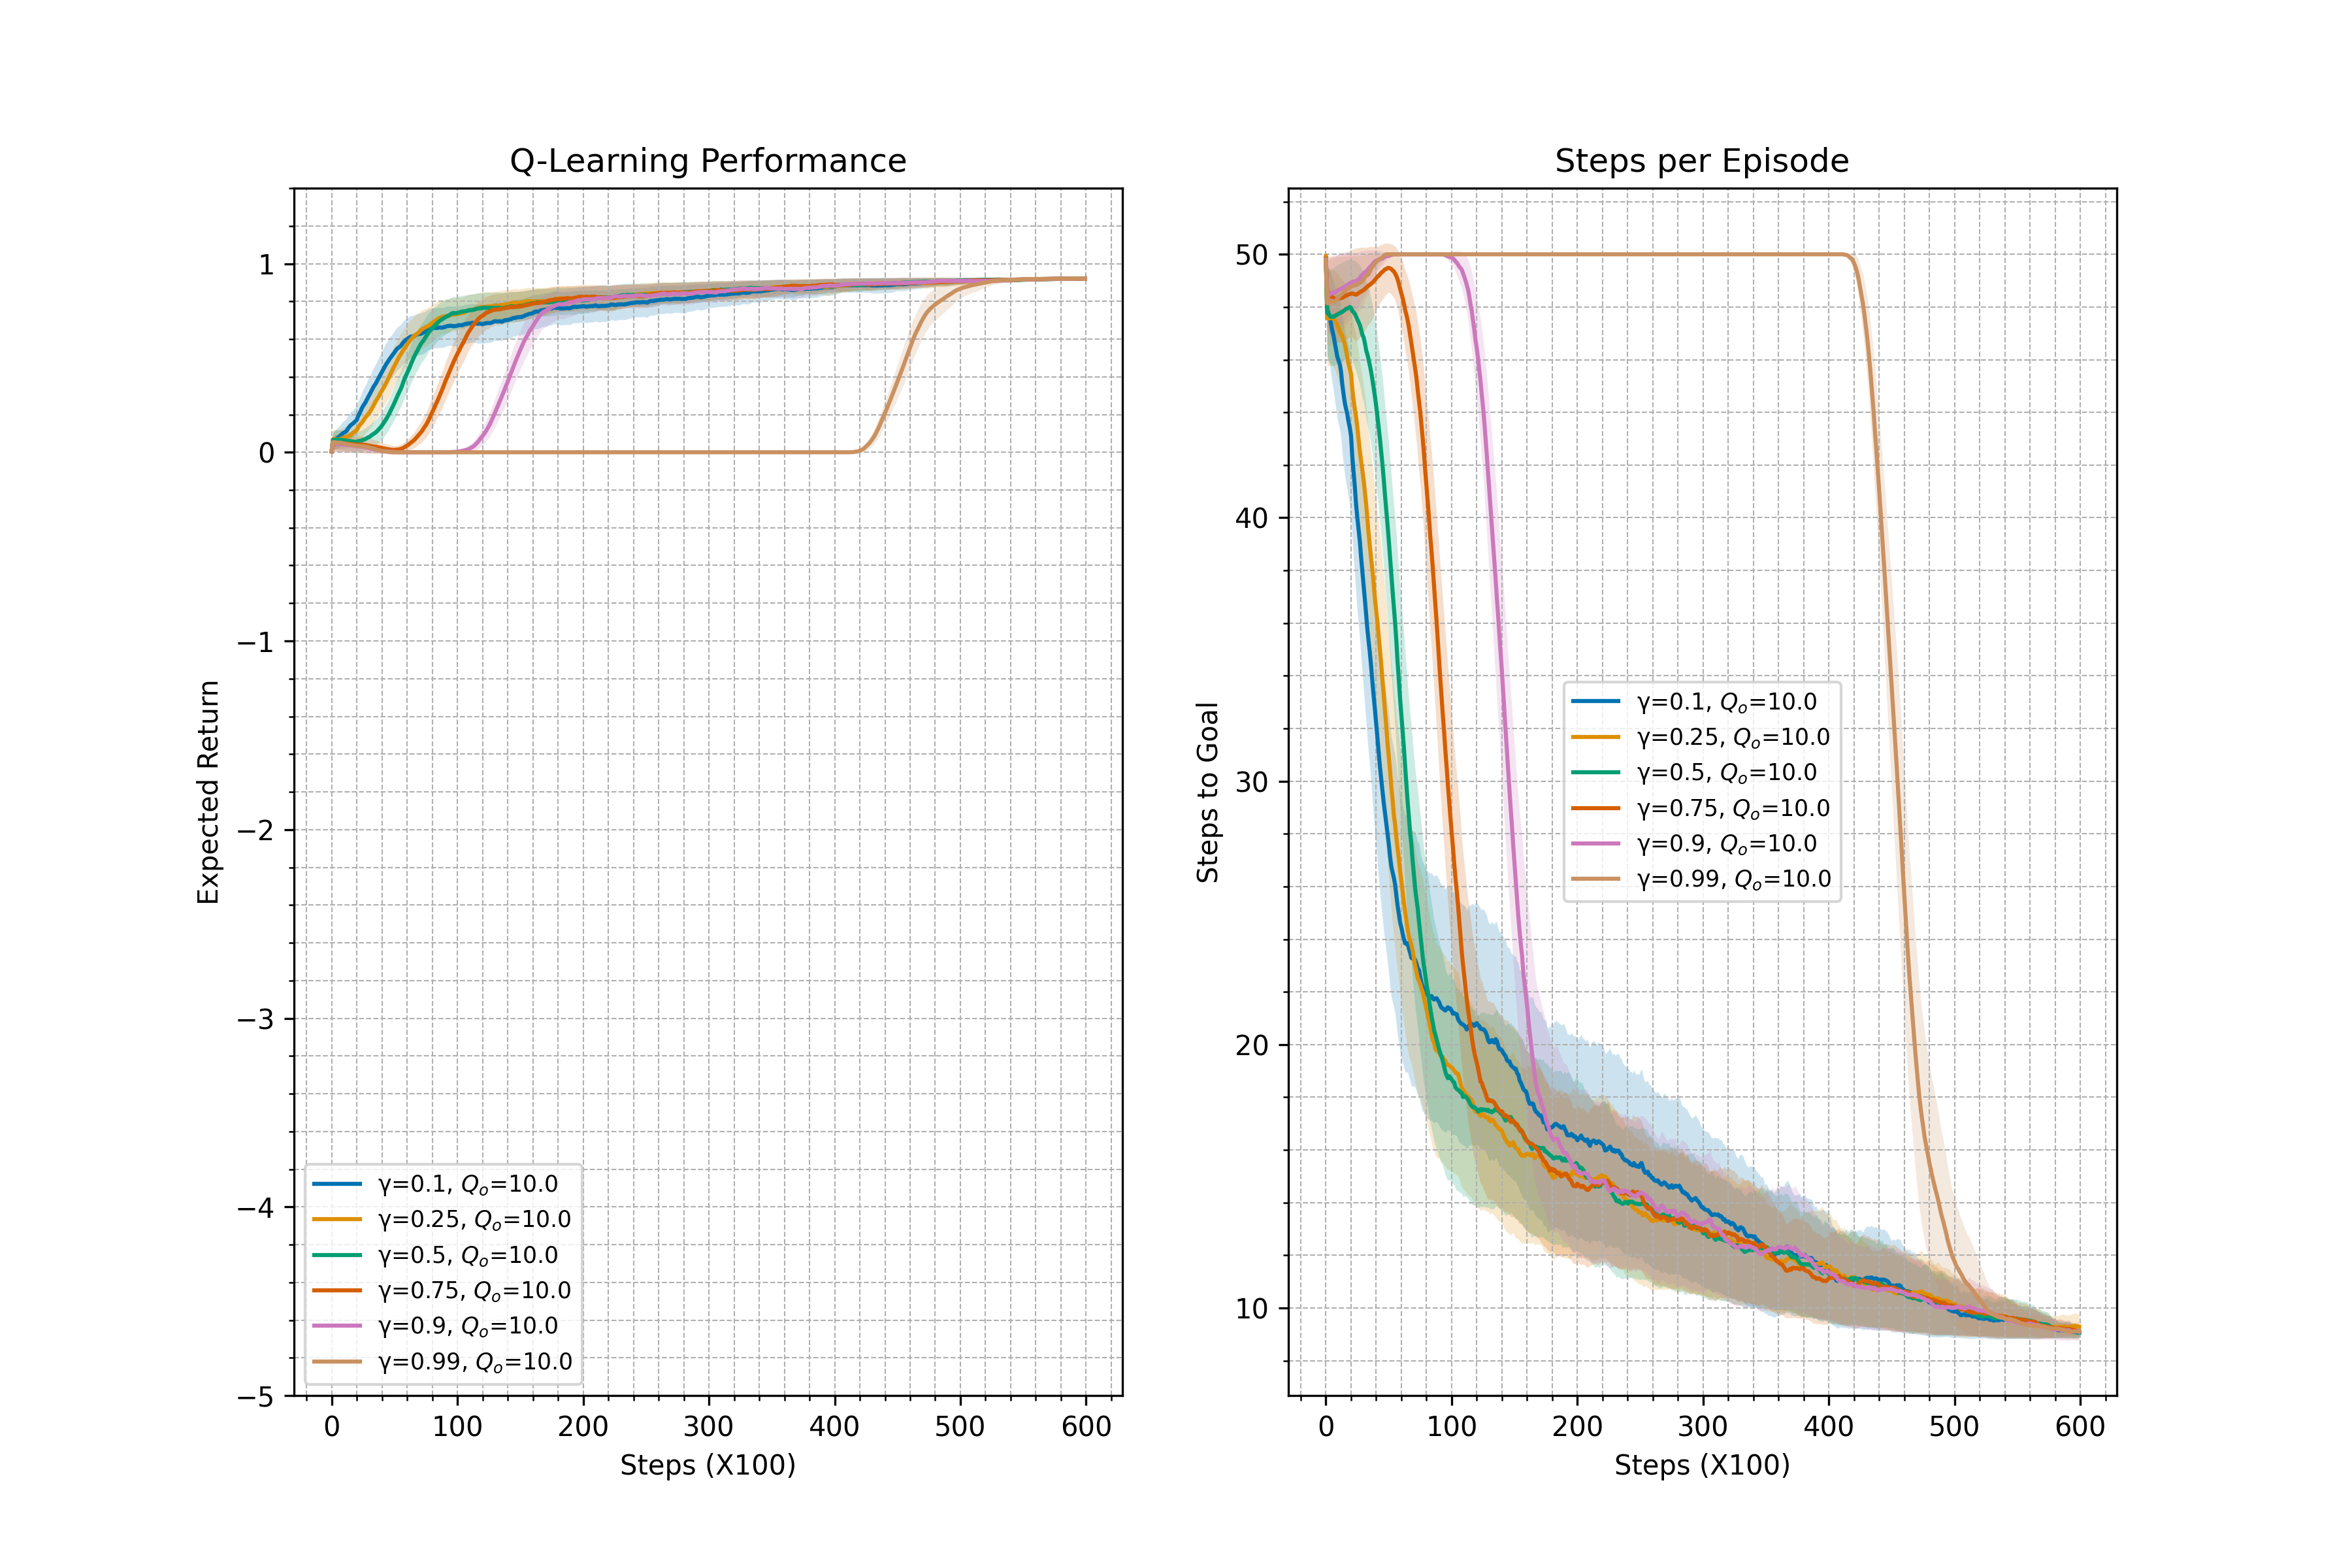 Q-Learning Performance
Expected Return
1
0
−1
−2
−3
−4
−5
γ=0.1, Qₒ=10.0
γ=0.25, Qₒ=10.0
γ=0.5, Qₒ=10.0
γ=0.75, Qₒ=10.0
γ=0.9, Qₒ=10.0
γ=0.99, Qₒ=10.0
0 100 200 300 400 500 600
Steps (X100)
Steps per Episode
Steps to Goal
50
40
30
20
10
γ=0.1, Qₒ=10.0
γ=0.25, Qₒ=10.0
γ=0.5, Qₒ=10.0
γ=0.75, Qₒ=10.0
γ=0.9, Qₒ=10.0
γ=0.99, Qₒ=10.0
0 100 200 300 400 500 600
Steps (X100)